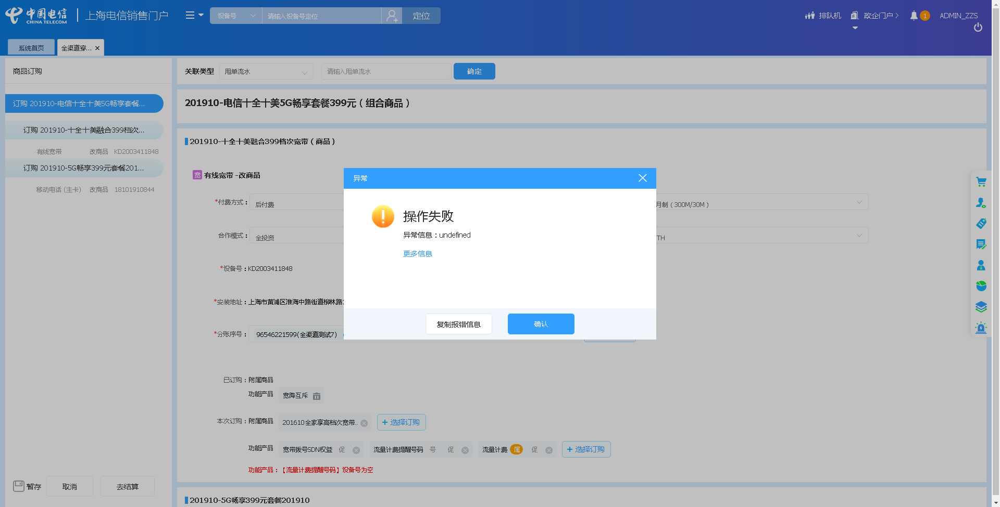 中国电信
CHINA TELECOM
上海电信销售门户
设备号
请输入设备号定位
定位
排队机
政企门户
1
ADMIN_ZZS
系统首页
全渠道穿...
商品订购
关联类型
甩单流水
请输入甩单流水
确定
订购 201910-电信十全十美5G畅享套餐...
201910-电信十全十美5G畅享套餐399元（组合商品）
订购 201910-十全十美融合399档次...
201910-十全十美融合399档次宽带（商品）
有线宽带 改商品 KD2003411848
订购 201910-5G畅享399元套餐201...
移动电话 (主卡) 改商品 18101910844
宽 有线宽带 -改商品
异常
*付费方式：
后付费
月制（300M/30M）
操作失败
异常信息：undefined
更多信息
合作模式：
全投资
TH
*设备号：KD2003411848
*安装地址：上海市黄浦区淮海中路街道柳林路
复制报错信息
确认
*分账序号：
96546221599(全渠道测试7)
已订购：附属商品
功能产品
宽降互斥
本次订购：附属商品
201610全家享高档次宽带..
+ 选择订购
功能产品
宽带拨号SDN权益 促
流量计费提醒号码 号 促
流量计费 属 促
+ 选择订购
功能产品：【流量计费提醒号码】设备号为空
暂存
取消
去结算
201910-5G畅享399元套餐201910